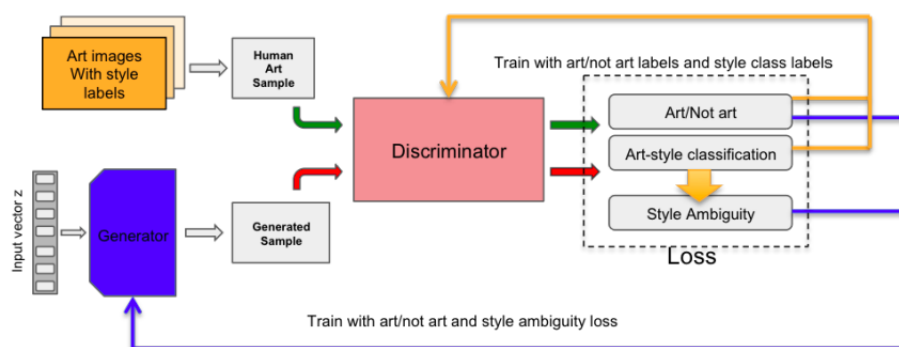 Art images
With style
labels
Human
Art
Sample
Train with art/not art labels and style class labels
Discriminator
Art/Not art
Art-style classification
Style Ambiguity
Loss
Input vector z
Generator
Generated
Sample
Train with art/not art and style ambiguity loss